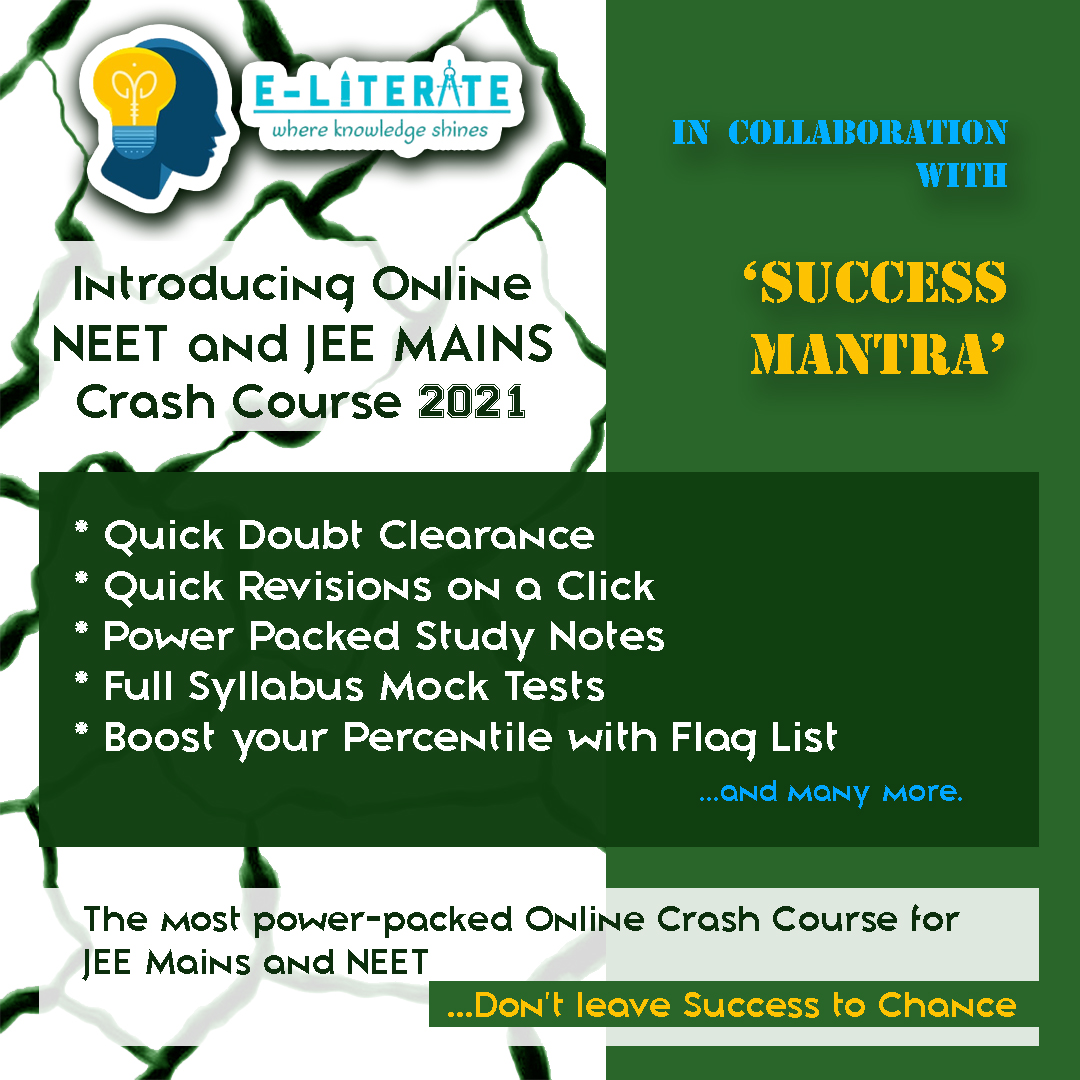 E-LITERATE
where knowledge shines
IN COLLABORATION
WITH
‘SUCCESS
MANTRA’
Introducing Online
NEET and JEE MAINS
Crash Course 2021
* Quick Doubt Clearance
* Quick Revisions on a Click
* Power Packed Study Notes
* Full Syllabus Mock Tests
* Boost your Percentile with Flag List
...and many more.
The most power-packed Online Crash Course for
JEE Mains and NEET
...Don't leave Success to Chance